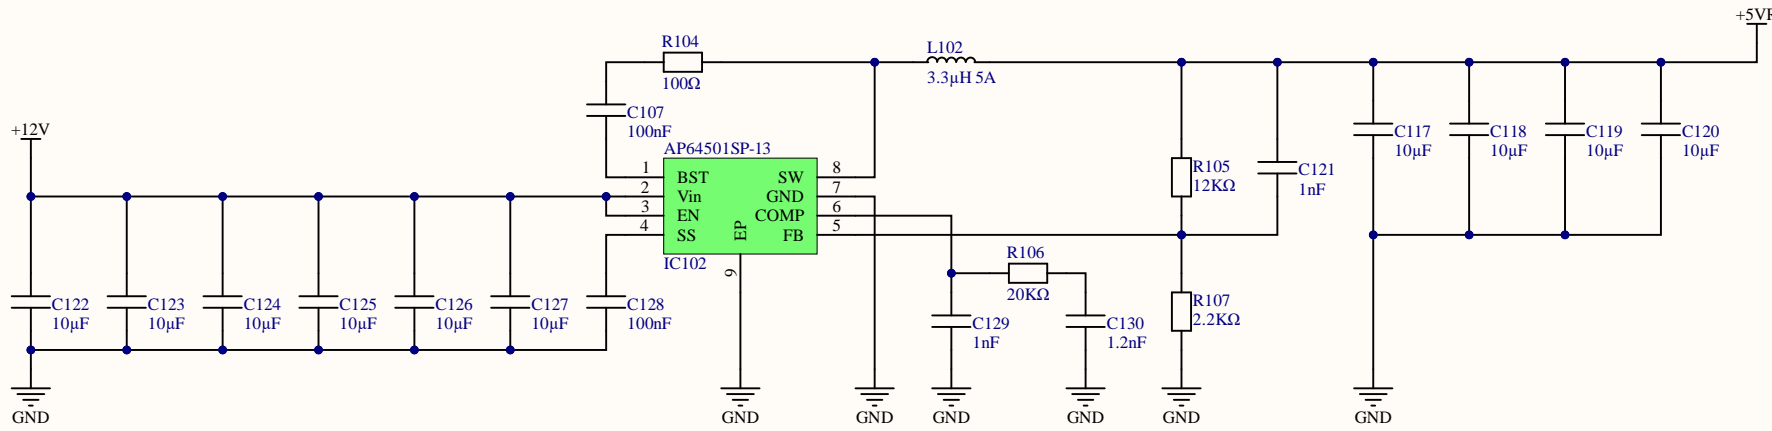 +5VR
R104
100Ω
L102
3.3µH 5A
C107
100nF
+12V
AP64501SP-13
1 BST SW 8
2 Vin GND 7
3 EN COMP 6
4 SS FB 5
EP
9
IC102
R105
12KΩ
C121
1nF
C117
10µF
C118
10µF
C119
10µF
C120
10µF
R106
20KΩ
C122
10µF
C123
10µF
C124
10µF
C125
10µF
C126
10µF
C127
10µF
C128
100nF
C129
1nF
C130
1.2nF
R107
2.2KΩ
GND
GND
GND
GND
GND
GND
GND